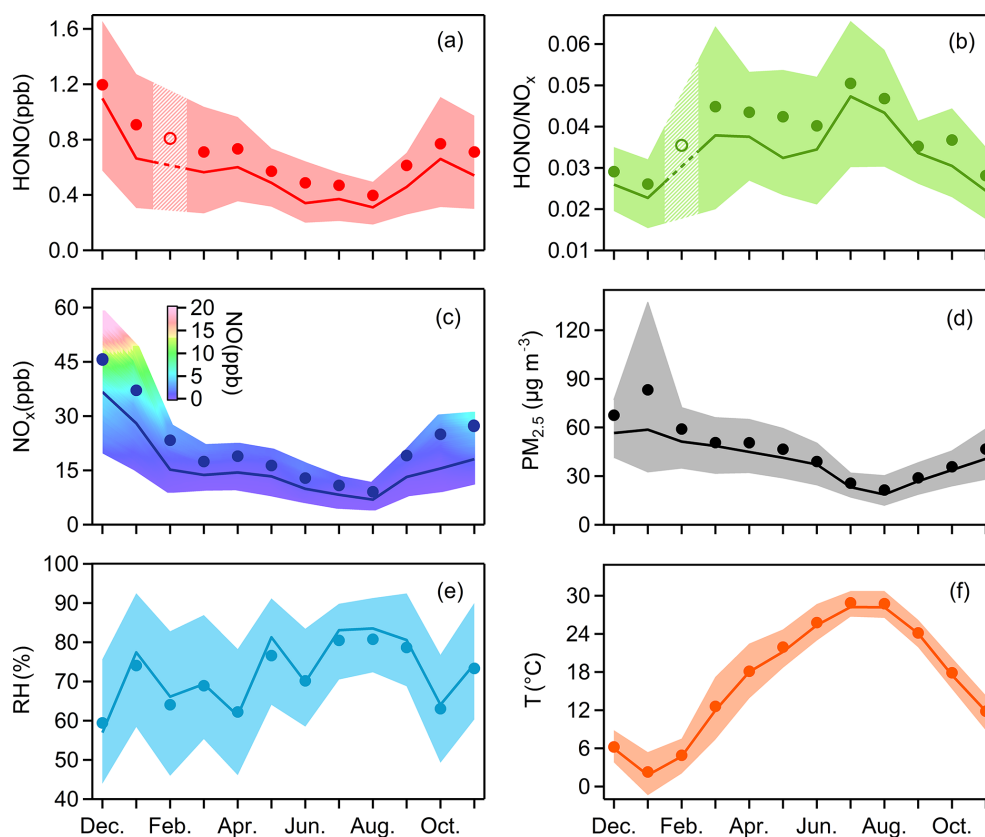 (a)
HONO(ppb)
1.6
1.2
0.8
0.4
0.0
(b)
HONO/NOx
0.06
0.05
0.04
0.03
0.02
0.01
(c)
NOx(ppb)
60
45
30
15
0
20
15
10
5
0
NO(ppb)
(d)
PM2.5 (µg m−3)
120
90
60
30
0
(e)
RH(%)
100
90
80
70
60
50
40
Dec. Feb. Apr. Jun. Aug. Oct.
(f)
T(°C)
30
24
18
12
6
0
Dec. Feb. Apr. Jun. Aug. Oct.